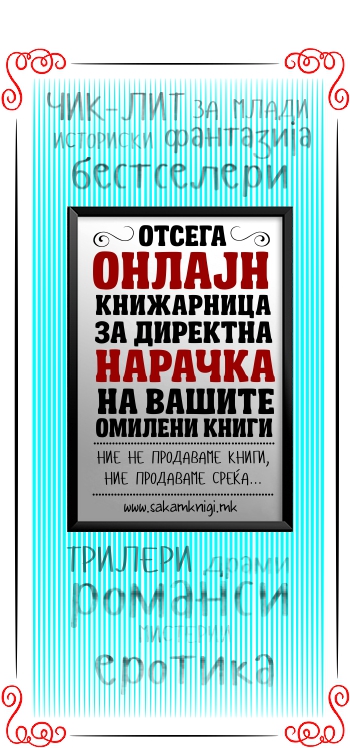 ЧИК-ЛИТ ЗА МЛАДИ
ИСТОРИСКИ фантазија
бестселери
ОТСЕГА
ОНЛАЈН
КНИЖАРНИЦА
ЗА ДИРЕКТНА
НАРАЧКА
НА ВАШИТЕ
ОМИЛЕНИ КНИГИ
НИЕ НЕ ПРОДАВАМЕ КНИГИ,
НИЕ ПРОДАВАМЕ СРЕЌА...
www.sakamknigi.mk
ТРИЛЕРИ драми
романси
МИСТЕРИИ
еротика